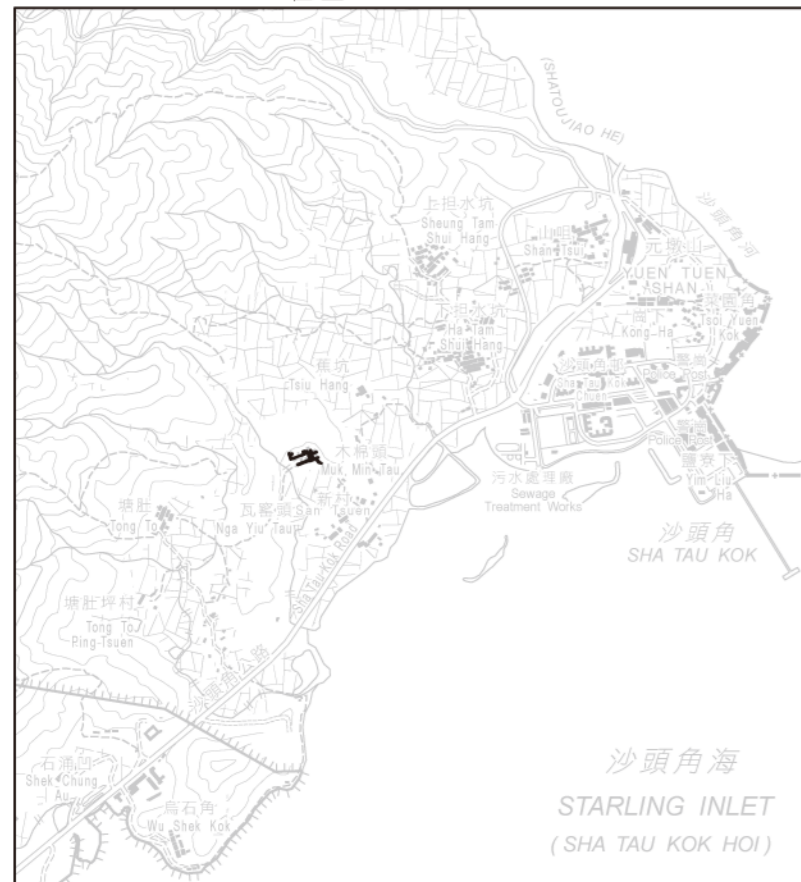 (SHATOUJIAO HE)
沙頭角河
上担水坑
Sheung Tam
Shui Hang
山咀
Shan Tsui
元墩山
YUEN TUEN
SHAN
菜園角
Tsoi Yuen
Kok
崗下
Kong Ha
下担水坑
Ha Tam
Shui Hang
沙頭角邨
Sha Tau Kok
Chuen
警崗
Police Post
蕉坑
Tsiu Hang
警崗
Police Post
鹽寮下
Yim Liu
Ha
木棉頭
Muk Min Tau
污水處理廠
Sewage
Treatment Works
新村
San Tsuen
瓦窰頭
Nga Yiu Tau
塘肚
Tong To
沙頭角
SHA TAU KOK
Sha Tau Kok Road
塘肚坪村
Tong To
Ping Tsuen
沙頭角公路
石涌凹
Shek Chung
Au
烏石角
Wu Shek Kok
沙頭角海
STARLING INLET
(SHA TAU KOK HOI)